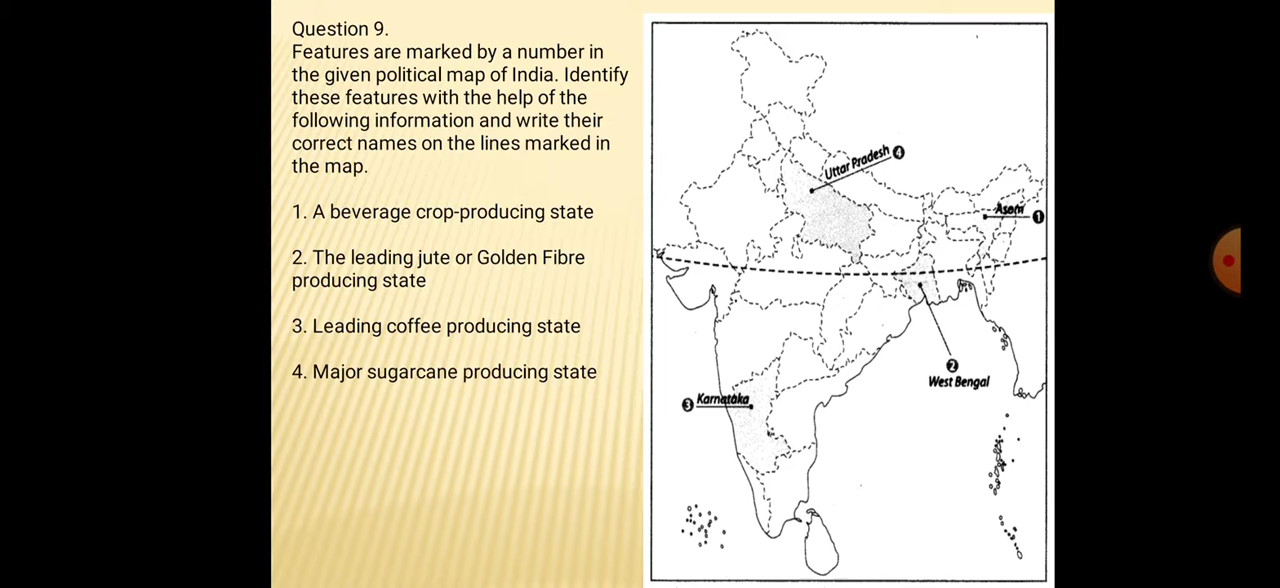 Question 9.
Features are marked by a number in
the given political map of India. Identify
these features with the help of the
following information and write their
correct names on the lines marked in
the map.
1. A beverage crop-producing state
2. The leading jute or Golden Fibre
producing state
3. Leading coffee producing state
4. Major sugarcane producing state
Uttar Pradesh 4
Asom 1
2
West Bengal
3 Karnataka